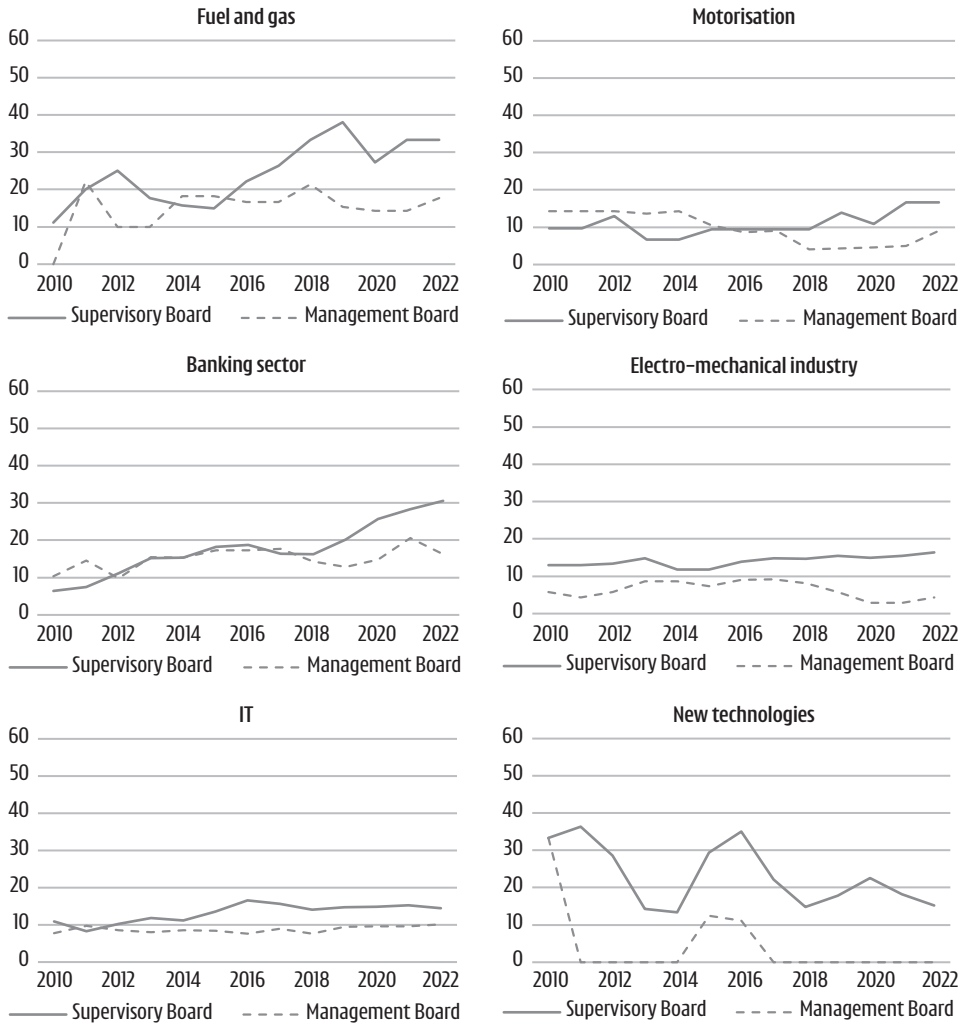 Fuel and gas
60
50
40
30
20
10
0
2010 2012 2014 2016 2018 2020 2022
Supervisory Board Management Board
Motorisation
60
50
40
30
20
10
0
2010 2012 2014 2016 2018 2020 2022
Supervisory Board Management Board
Banking sector
60
50
40
30
20
10
0
2010 2012 2014 2016 2018 2020 2022
Supervisory Board Management Board
Electro-mechanical industry
60
50
40
30
20
10
0
2010 2012 2014 2016 2018 2020 2022
Supervisory Board Management Board
IT
60
50
40
30
20
10
0
2010 2012 2014 2016 2018 2020 2022
Supervisory Board Management Board
New technologies
60
50
40
30
20
10
0
2010 2012 2014 2016 2018 2020 2022
Supervisory Board Management Board